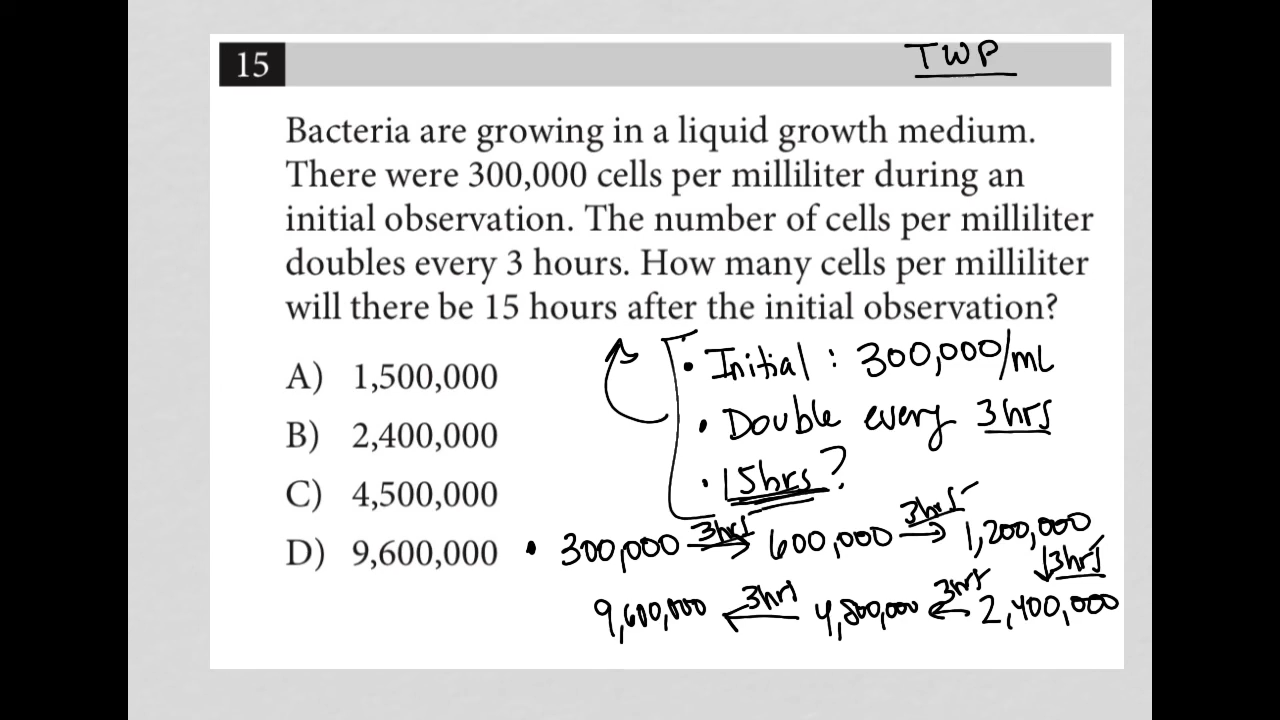 15
TWP
Bacteria are growing in a liquid growth medium.
There were 300,000 cells per milliliter during an
initial observation. The number of cells per milliliter
doubles every 3 hours. How many cells per milliliter
will there be 15 hours after the initial observation?
A) 1,500,000
B) 2,400,000
C) 4,500,000
D) 9,600,000
• Initial : 300,000/mL
• Double every 3hrs
• 15hrs?
• 300,000 3hrs → 600,000 3hrs → 1,200,000
↓ 3hrs
9,600,000 ← 3hrs 4,800,000 ← 3hrs 2,400,000